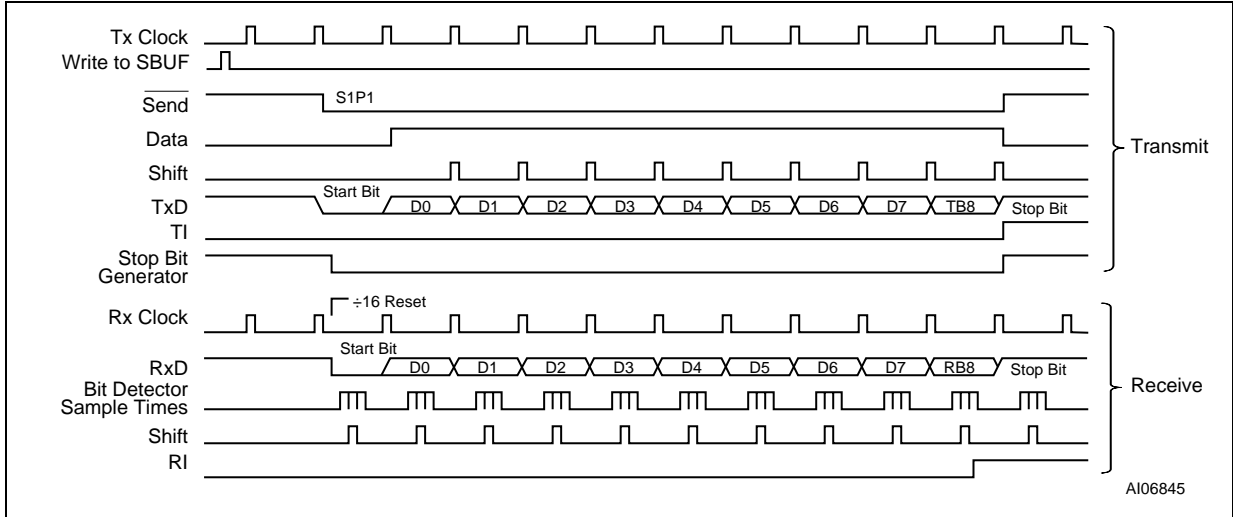 Tx Clock
Write to SBUF
Send
S1P1
Data
Transmit
Shift
Start Bit
TxD
D0 D1 D2 D3 D4 D5 D6 D7 TB8
Stop Bit
TI
Stop Bit
Generator
÷16 Reset
Rx Clock
Start Bit
RxD
D0 D1 D2 D3 D4 D5 D6 D7 RB8
Stop Bit
Bit Detector
Sample Times
Receive
Shift
RI
AI06845